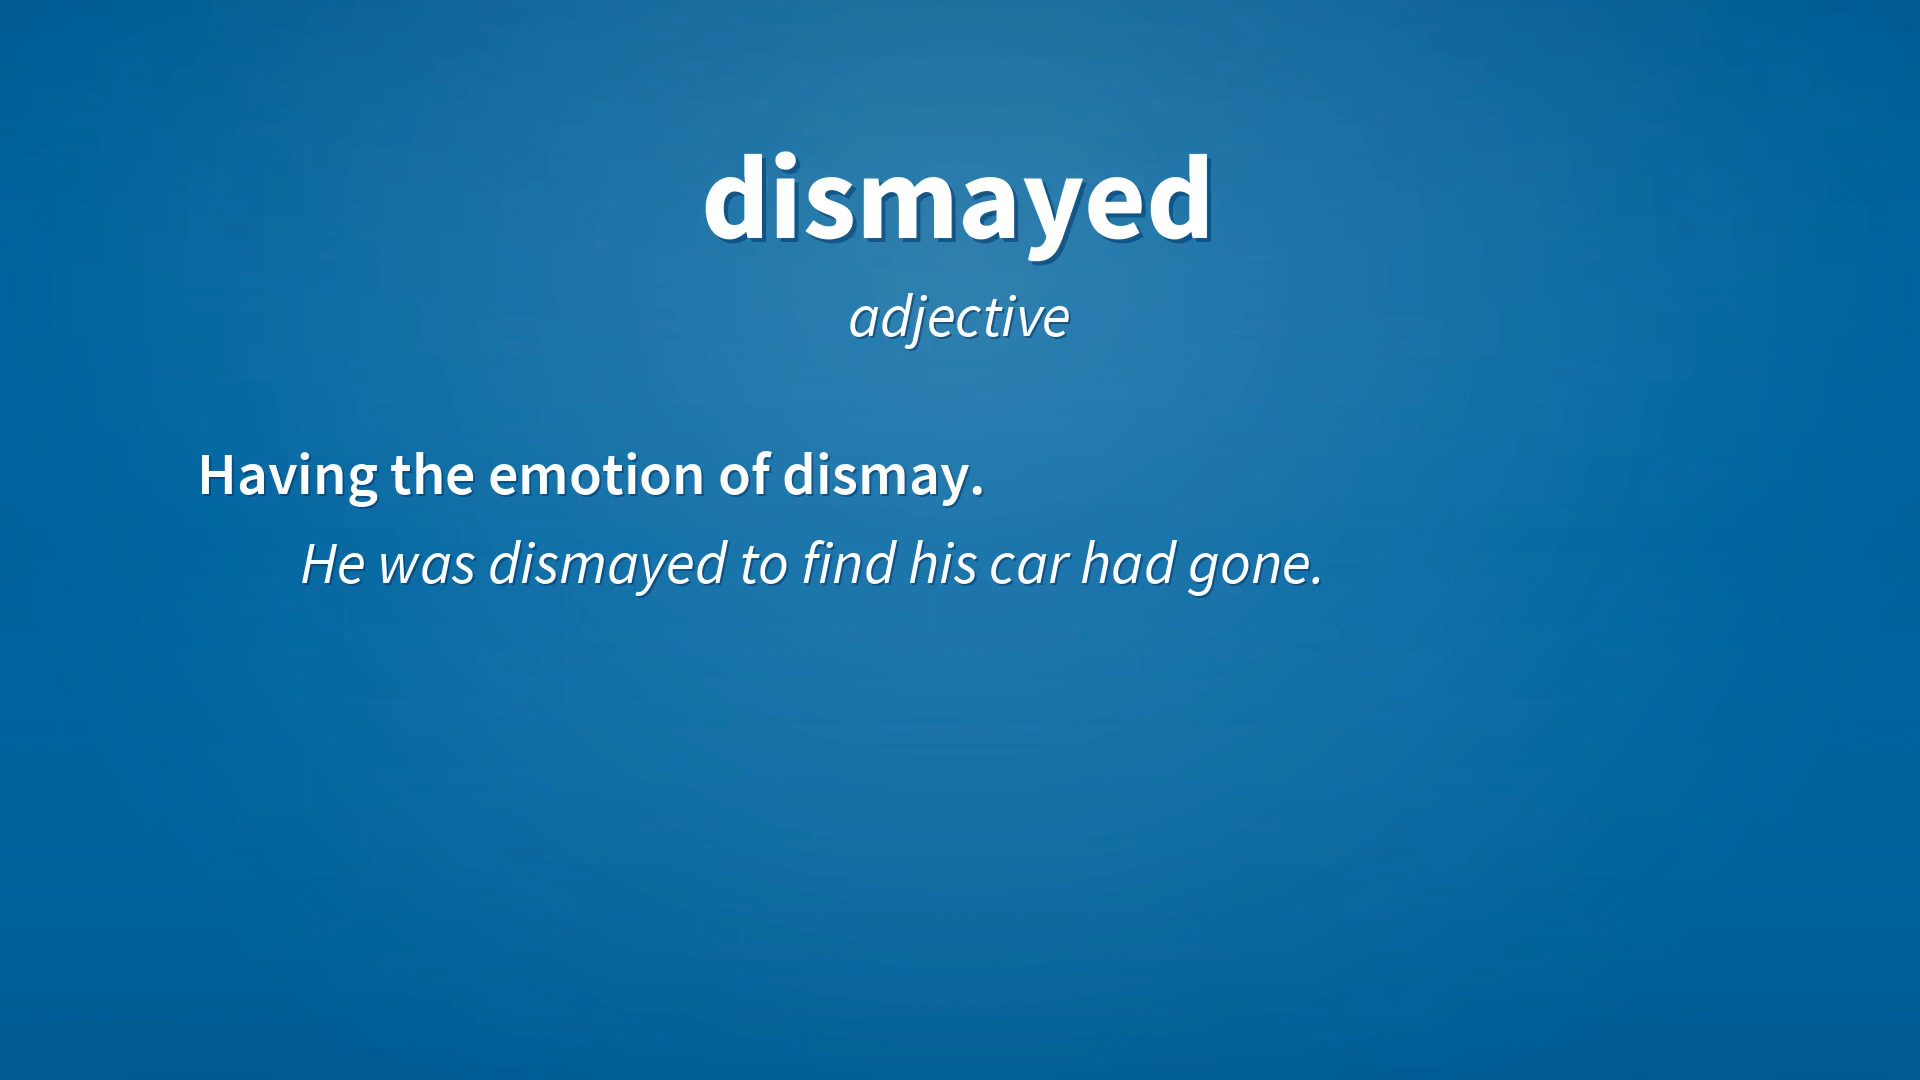 dismayed
adjective
Having the emotion of dismay.
He was dismayed to find his car had gone.